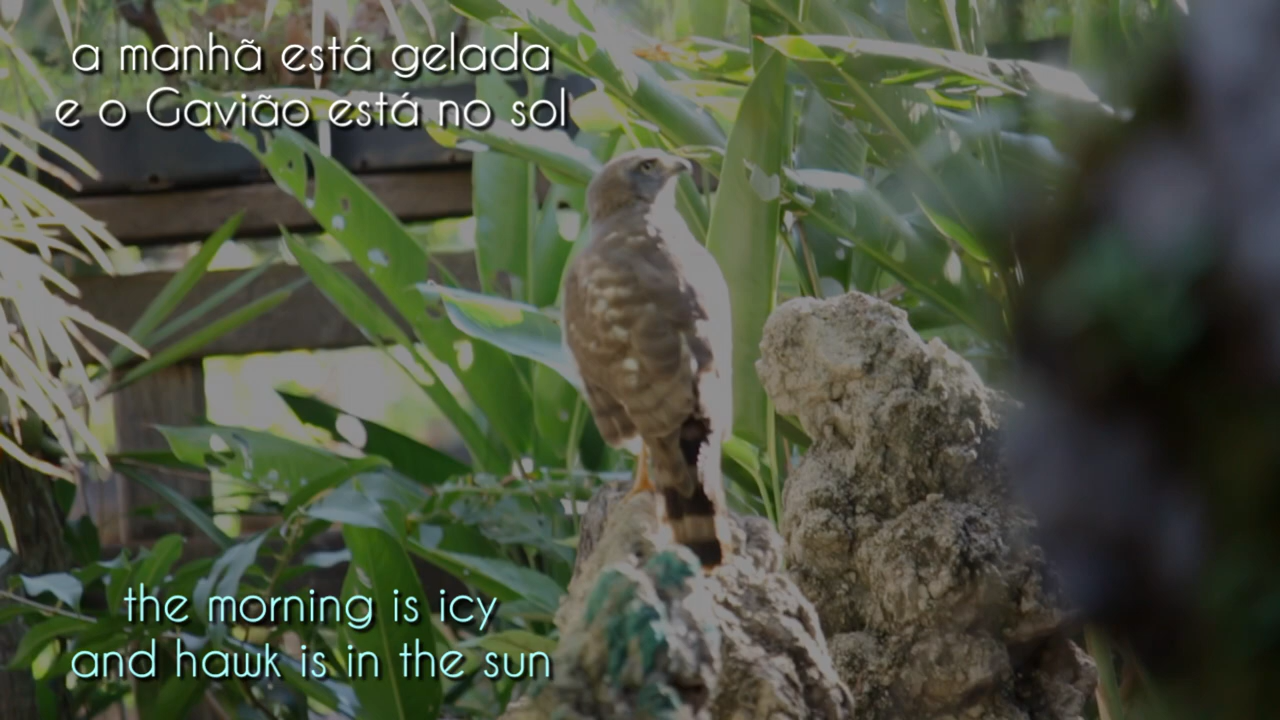 a manhã está gelada
e o Gavião está no sol
the morning is icy
and hawk is in the sun